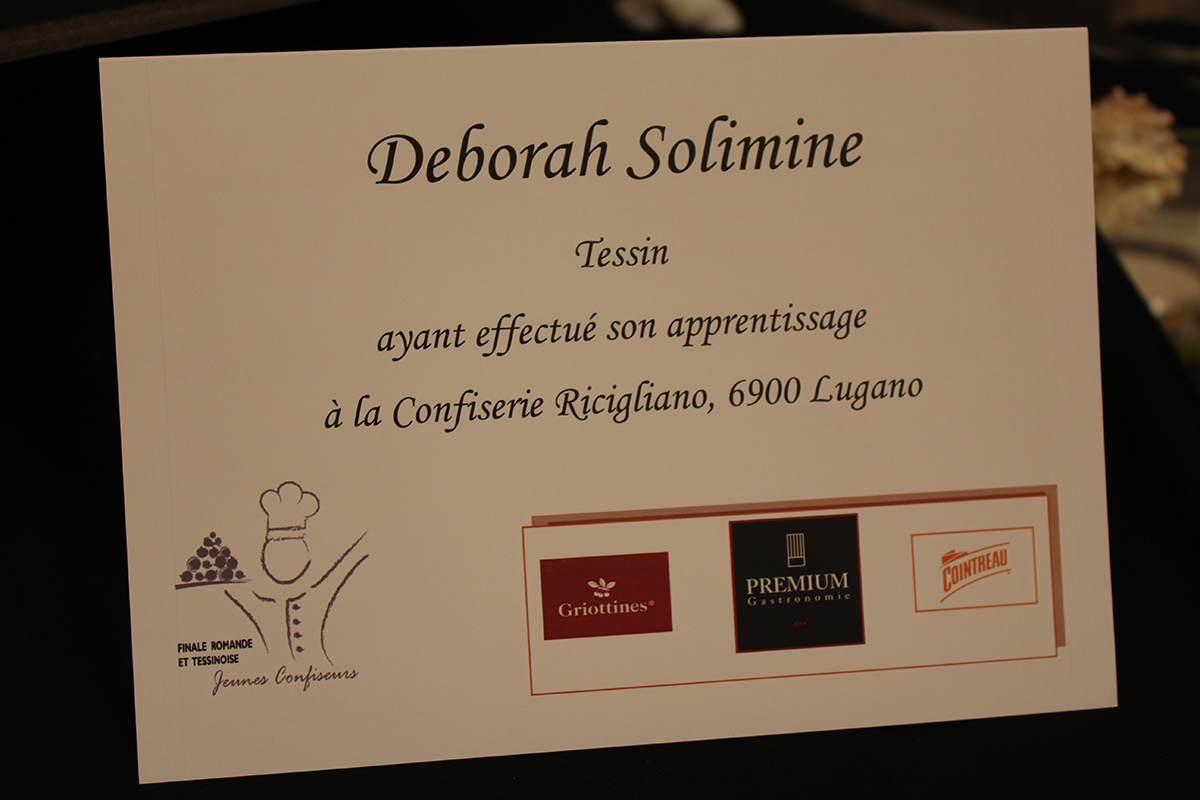 Deborah Solimine
Tessin
ayant effectué son apprentissage
à la Confiserie Ricigliano, 6900 Lugano
FINALE ROMANDE
ET TESSINOISE
Jeunes Confiseurs
Griottines®
PREMIUM
Gastronomie
COINTREAU